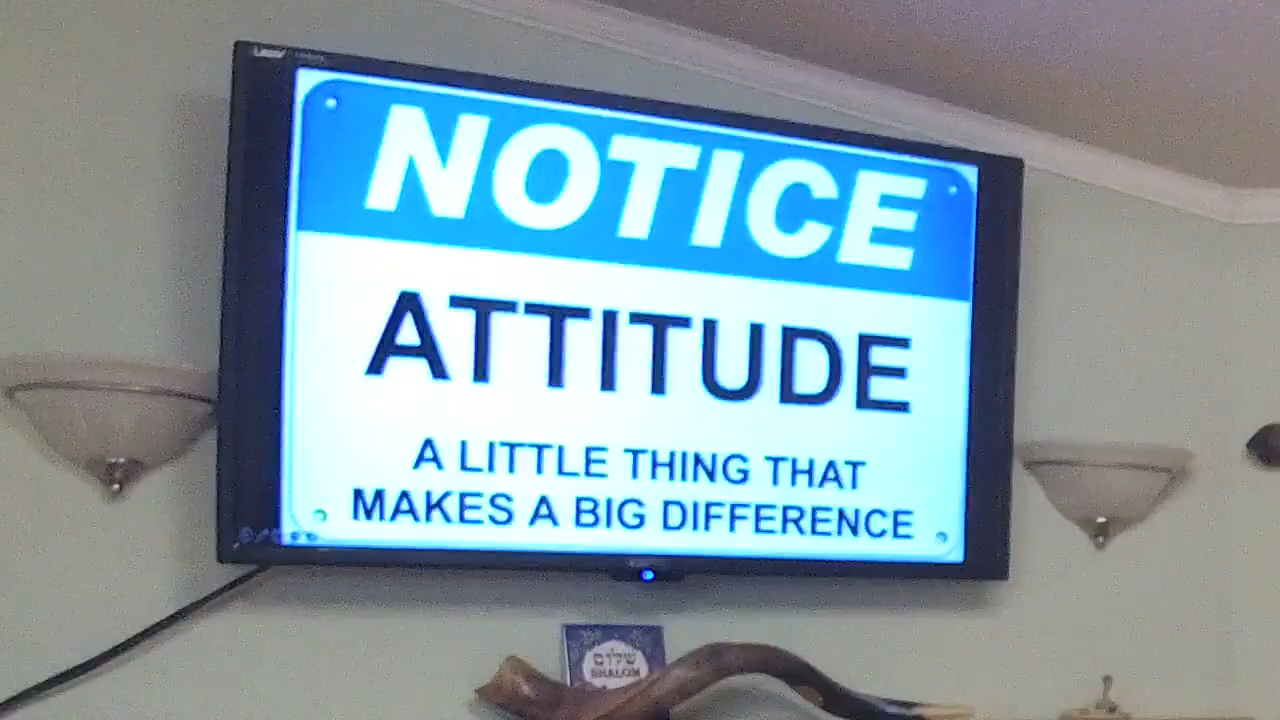 NOTICE
ATTITUDE
A LITTLE THING THAT
MAKES A BIG DIFFERENCE
שלום
SHALOM